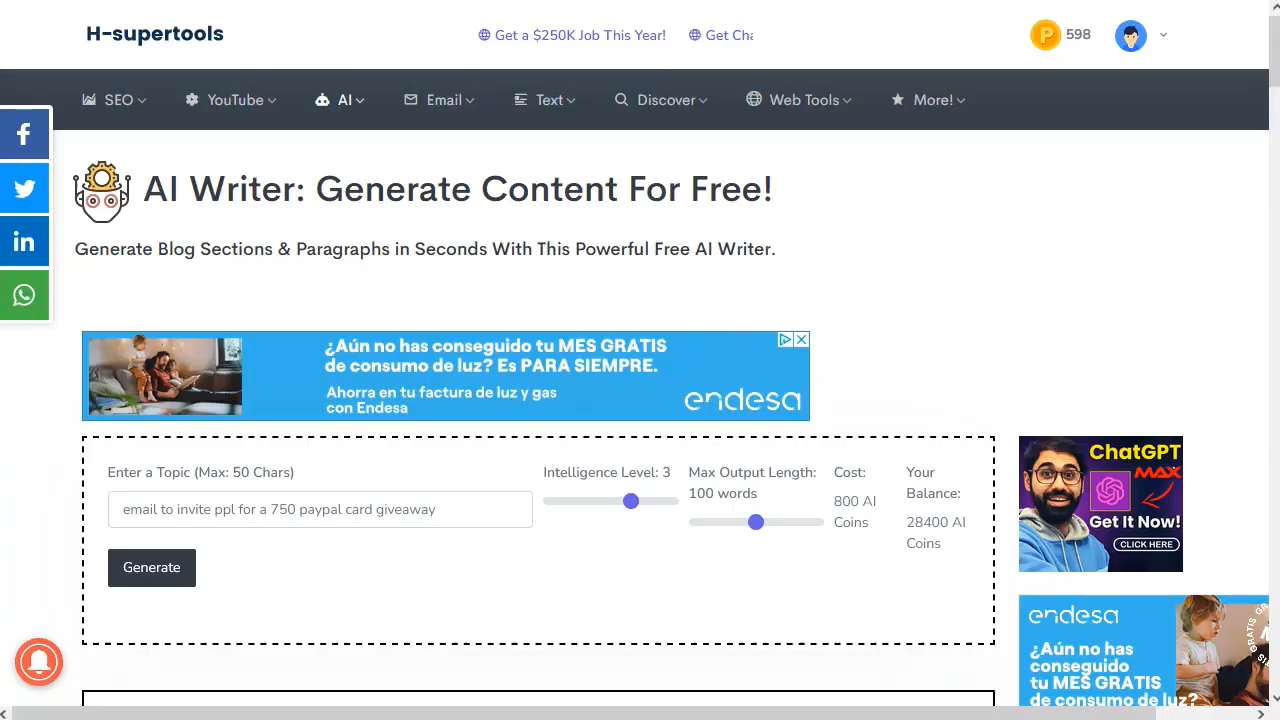 H-supertools
Get a $250K Job This Year!
Get Cha
598
SEO
YouTube
AI
Email
Text
Discover
Web Tools
More!
AI Writer: Generate Content For Free!
Generate Blog Sections & Paragraphs in Seconds With This Powerful Free AI Writer.
¿Aún no has conseguido tu MES GRATIS
de consumo de luz? Es PARA SIEMPRE.
Ahorra en tu factura de luz y gas
con Endesa
endesa
Enter a Topic (Max: 50 Chars)
email to invite ppl for a 750 paypal card giveaway
Generate
Intelligence Level: 3
Max Output Length:
100 words
Cost:
800 AI
Coins
Your
Balance:
28400 AI
Coins
ChatGPT
MAX
Get It Now!
CLICK HERE
endesa
¿Aún no has
conseguido
tu MES GRATIS
de consumo de luz?